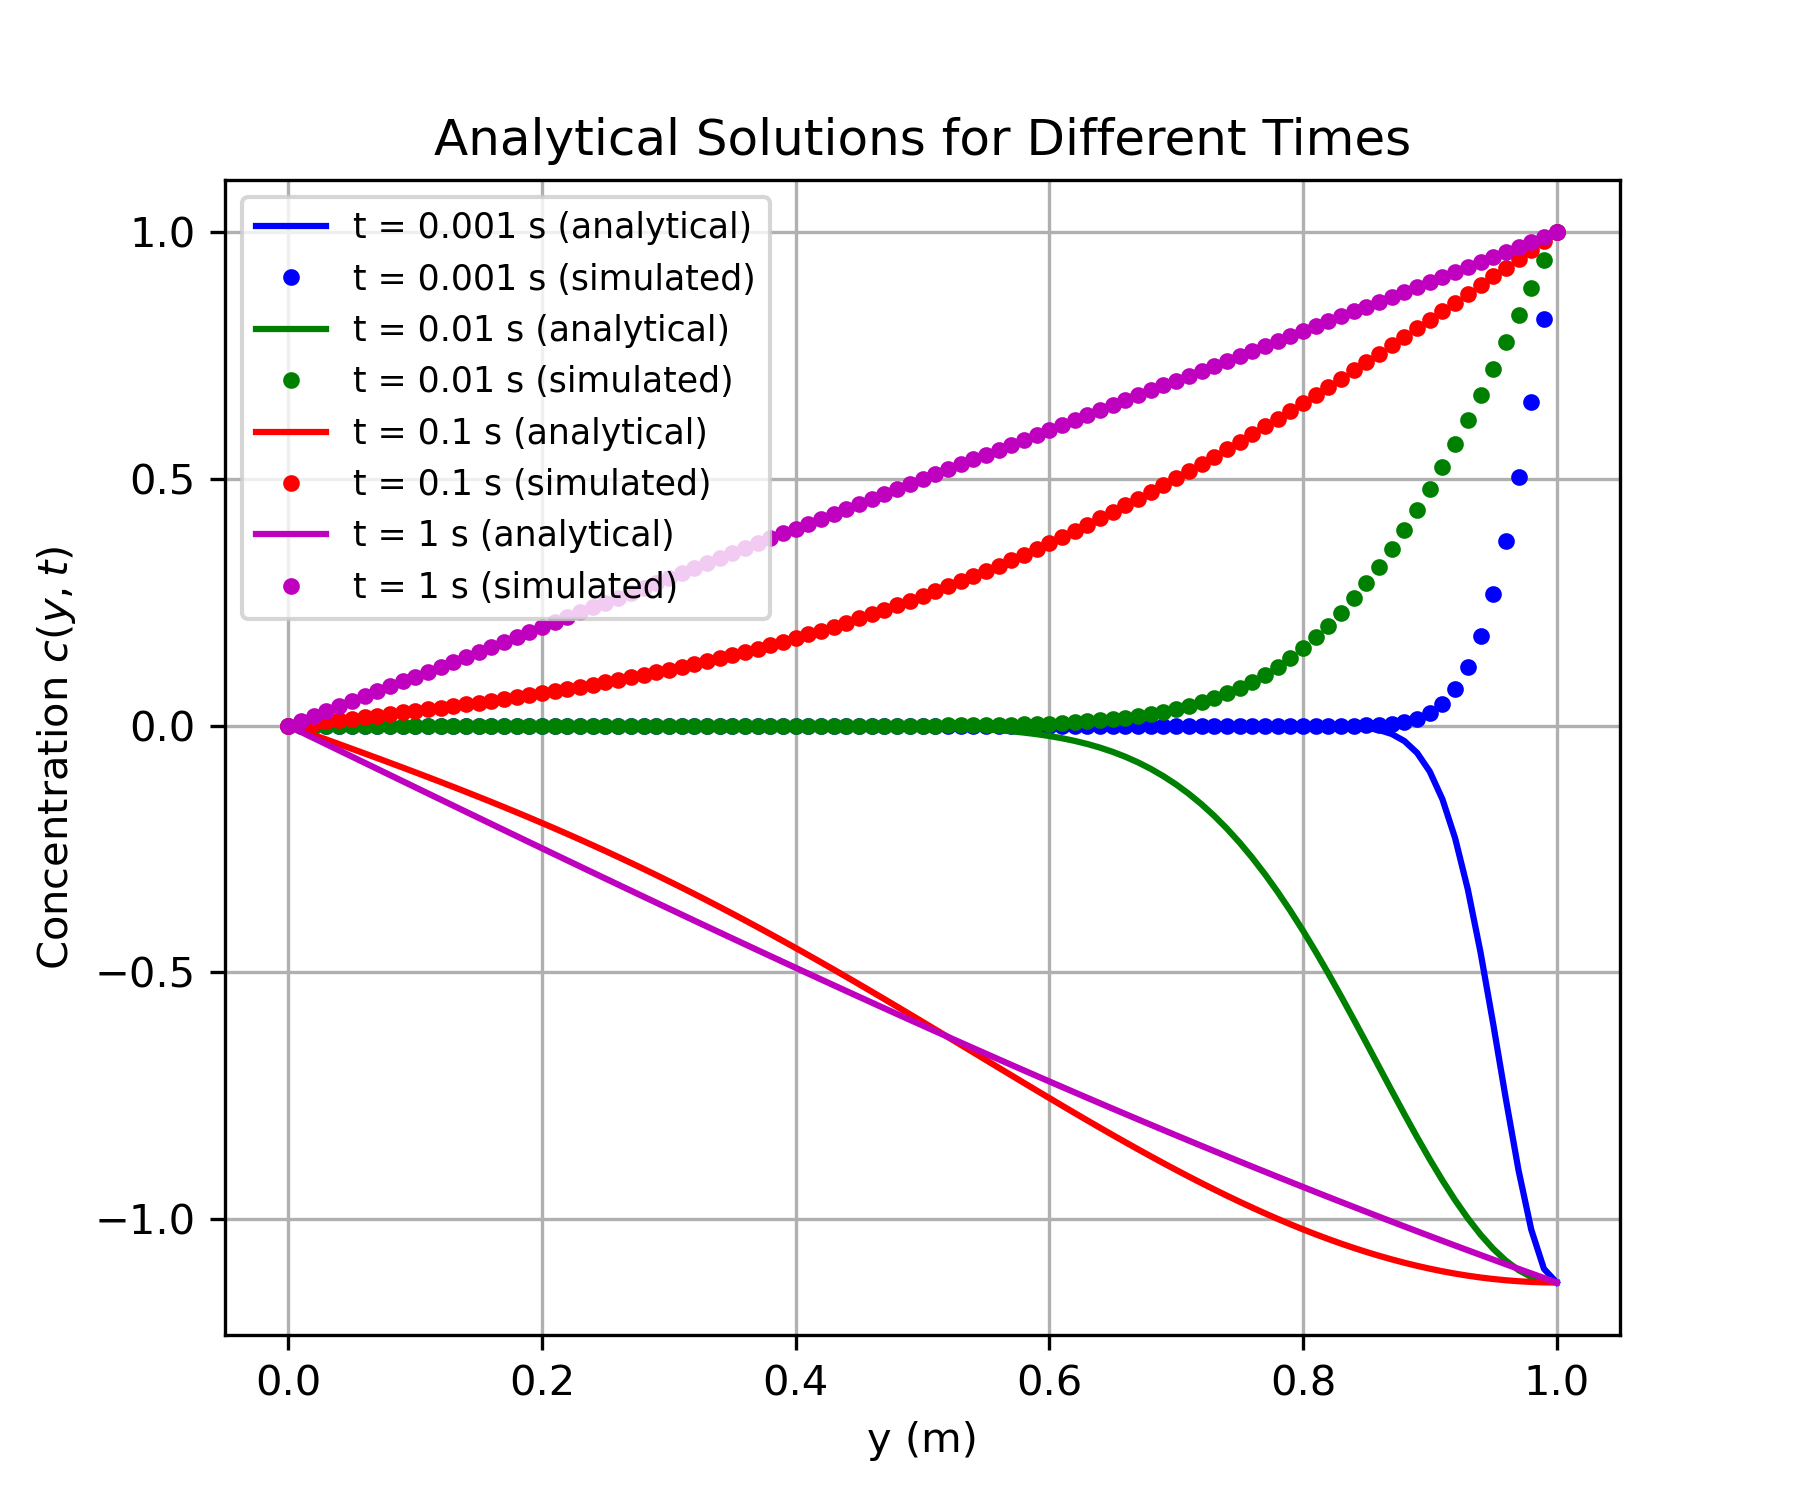 Analytical Solutions for Different Times
t = 0.001 s (analytical)
t = 0.001 s (simulated)
t = 0.01 s (analytical)
t = 0.01 s (simulated)
t = 0.1 s (analytical)
t = 0.1 s (simulated)
t = 1 s (analytical)
t = 1 s (simulated)
Concentration c(y, t)
1.0
0.5
0.0
−0.5
−1.0
0.0 0.2 0.4 0.6 0.8 1.0
y (m)